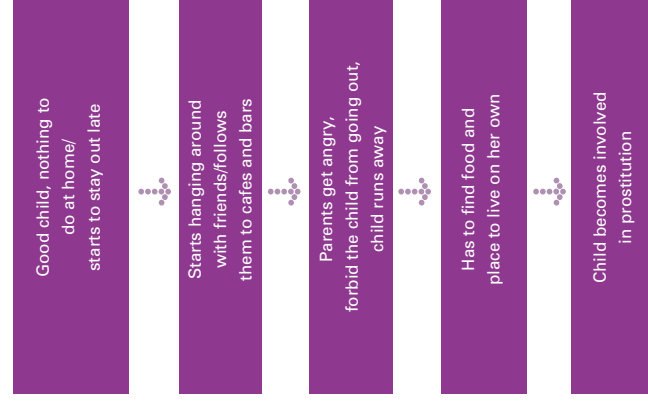 Good child, nothing to
do at home/
starts to stay out late
Starts hanging around
with friends/follows
them to cafes and bars
Parents get angry,
forbid the child from going out,
child runs away
Has to find food and
place to live on her own
Child becomes involved
in prostitution